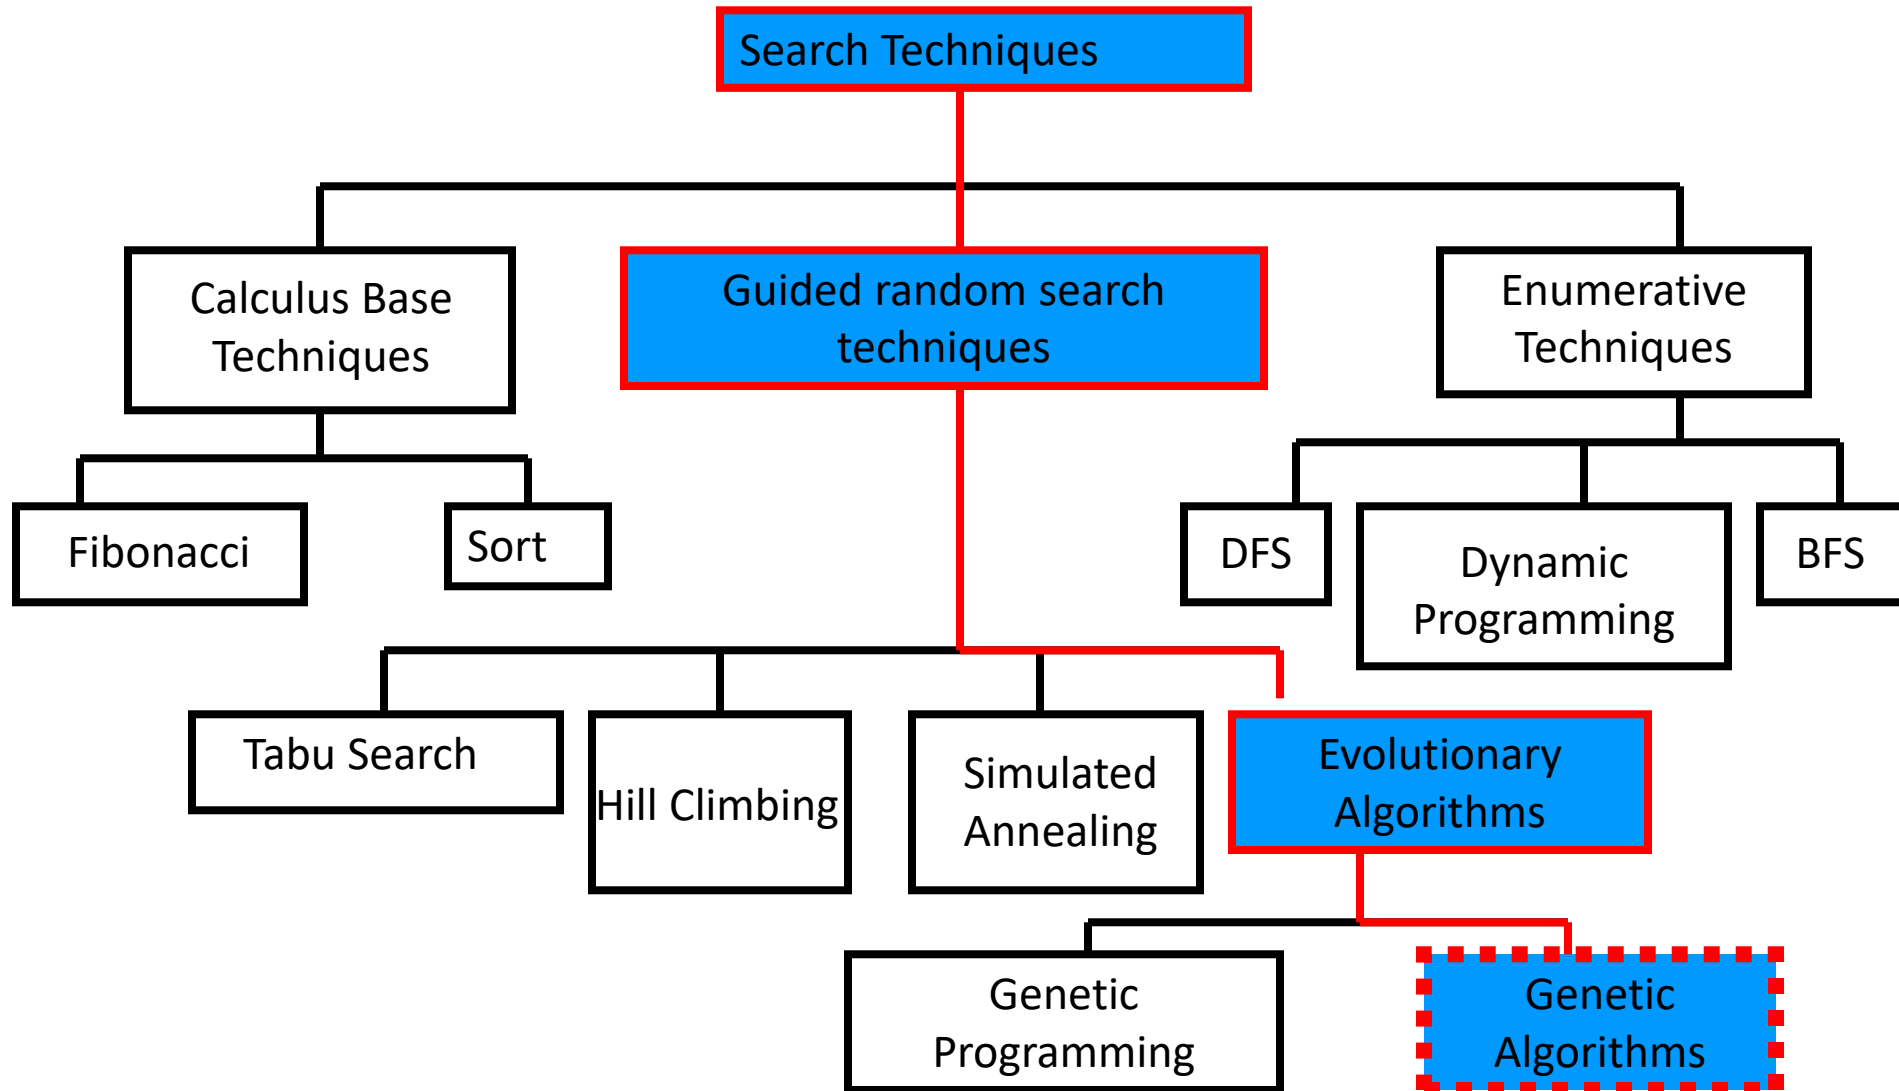 Search Techniques
Calculus Base
Techniques
Guided random search
techniques
Enumerative
Techniques
Fibonacci
Sort
DFS
Dynamic
Programming
BFS
Tabu Search
Hill Climbing
Simulated
Annealing
Evolutionary
Algorithms
Genetic
Programming
Genetic
Algorithms